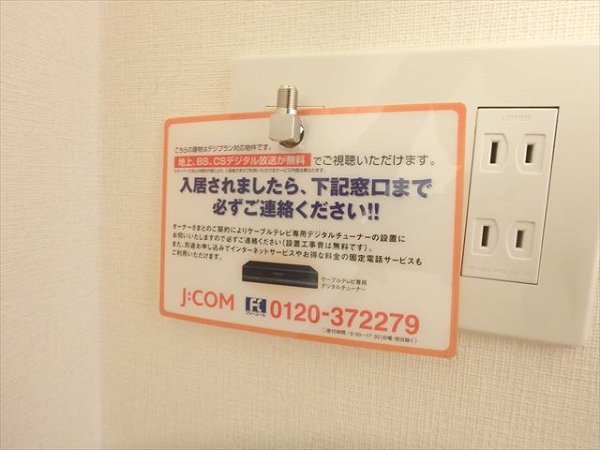 こちらの建物はデジプラン対応物件です。
地上、BS、CSデジタル放送が無料でご視聴いただけます。
入居されましたら、下記窓口まで
必ずご連絡ください!!
オーナーさまとのご契約によりケーブルテレビ専用デジタルチューナーの設置に
お伺いいたしますので必ずご連絡ください(設置工事費は無料です)。
また、別途お申し込みでインターネットサービスやお得な料金の固定電話サービスも
ご利用いただけます。
ケーブルテレビ専用
デジタルチューナー
J:COM
フリーコール
0120-372279